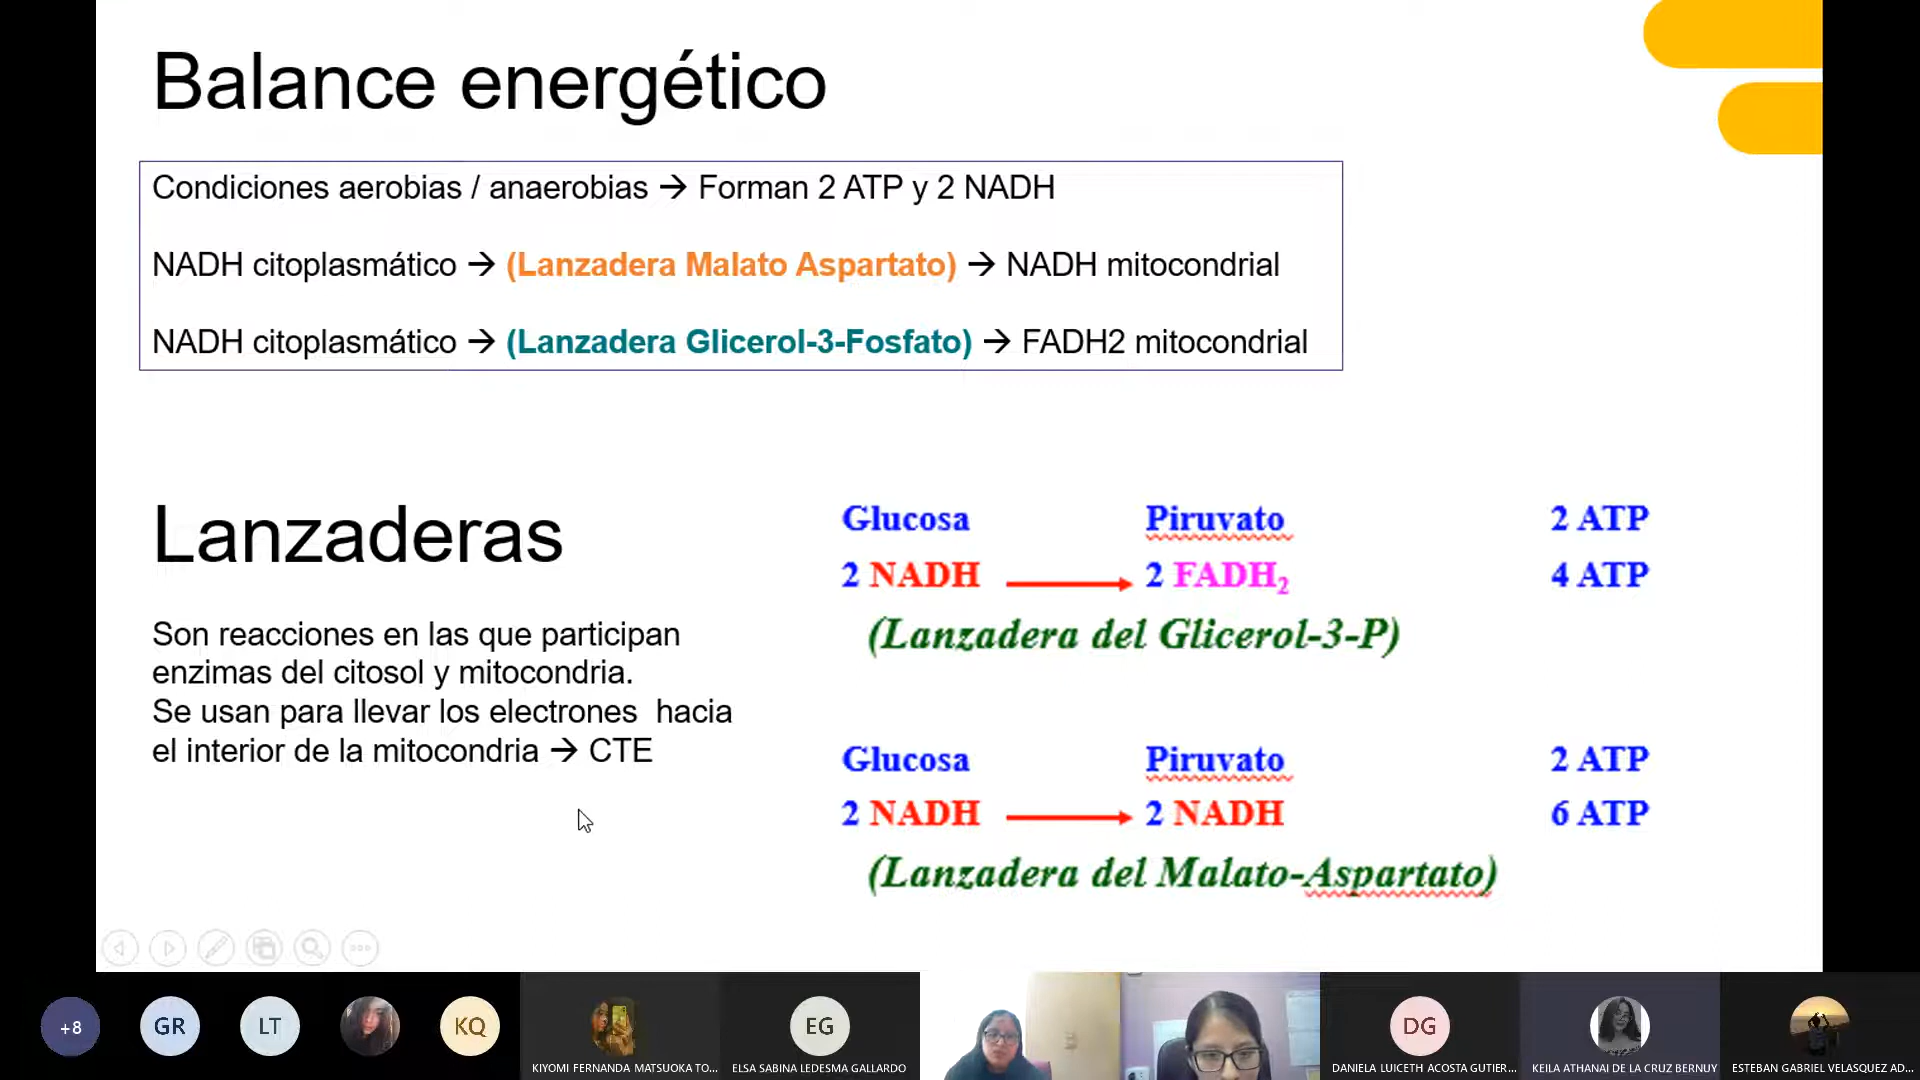 Balance energético
Condiciones aerobias / anaerobias → Forman 2 ATP y 2 NADH
NADH citoplasmático → (Lanzadera Malato Aspartato) → NADH mitocondrial
NADH citoplasmático → (Lanzadera Glicerol-3-Fosfato) → FADH2 mitocondrial
Lanzaderas
Son reacciones en las que participan
enzimas del citosol y mitocondria.
Se usan para llevar los electrones hacia
el interior de la mitocondria → CTE
Glucosa Piruvato 2 ATP
2 NADH → 2 FADH₂ 4 ATP
(Lanzadera del Glicerol-3-P)
Glucosa Piruvato 2 ATP
2 NADH → 2 NADH 6 ATP
(Lanzadera del Malato-Aspartato)
+8 GR LT KQ EG DG
KIYOMI FERNANDA MATSUOKA TO... ELSA SABINA LEDESMA GALLARDO DANIELA LUICETH ACOSTA GUTIER... KEILA ATHANAI DE LA CRUZ BERNUY ESTEBAN GABRIEL VELASQUEZ AD...